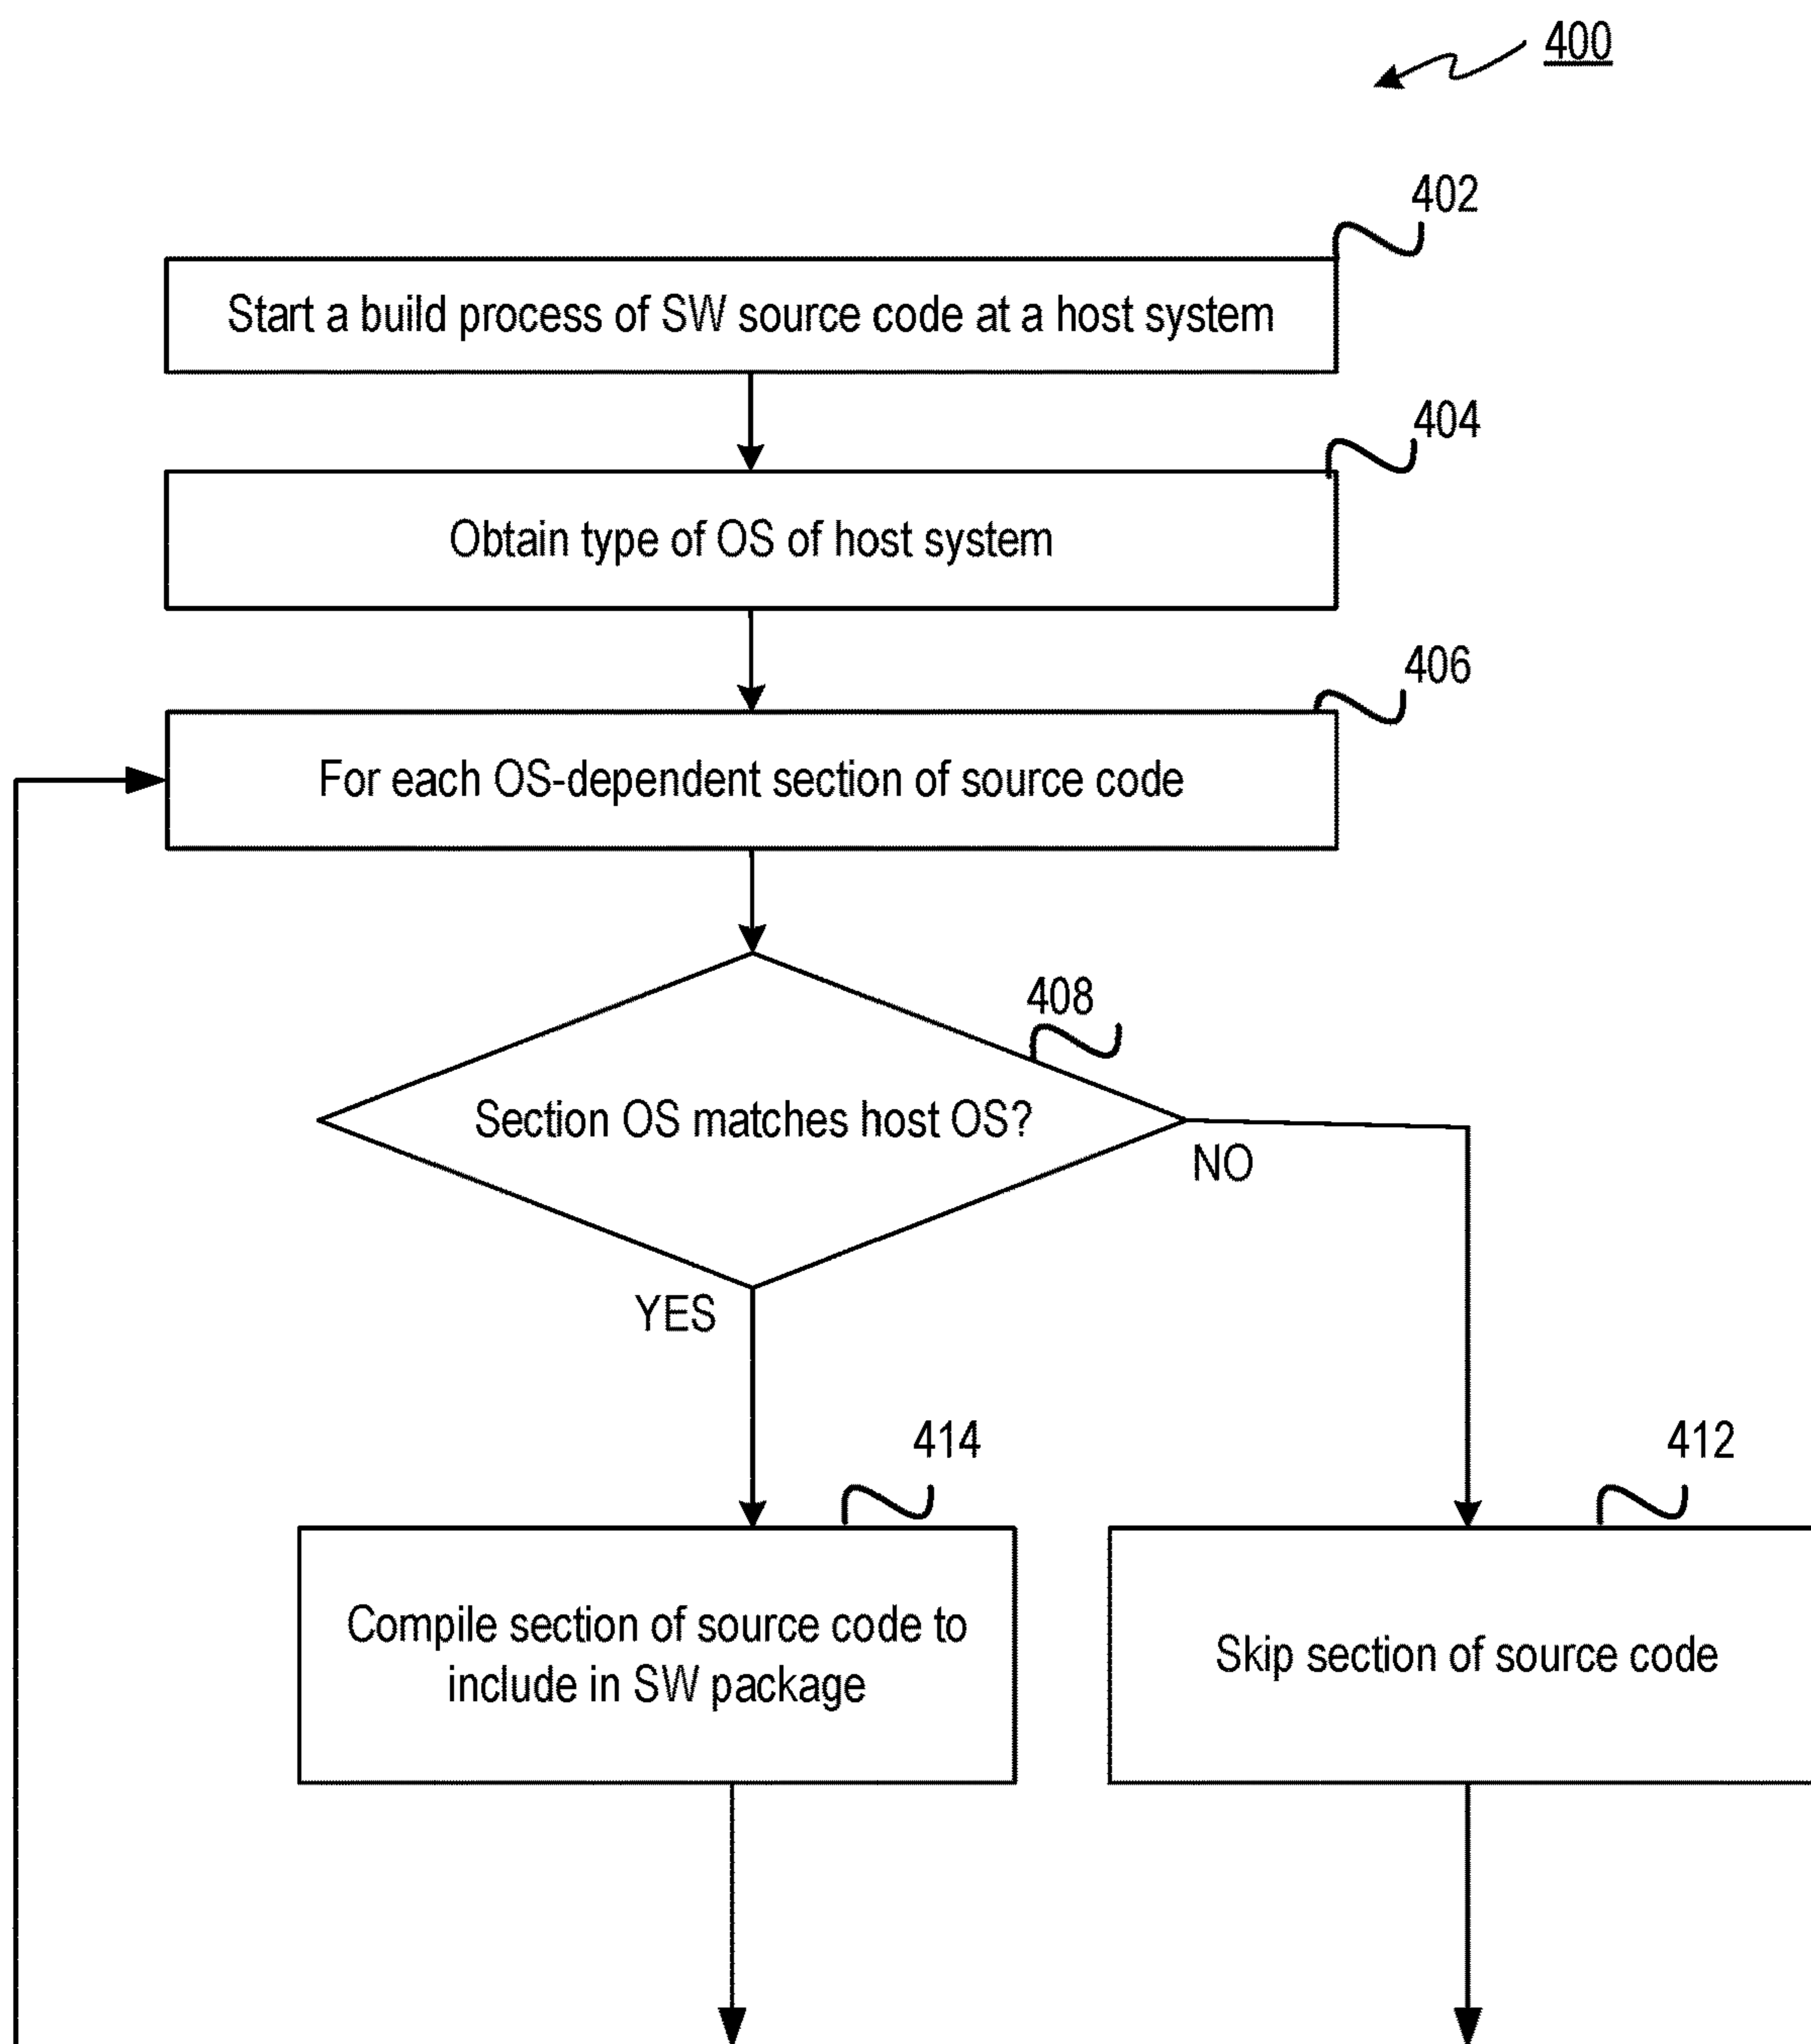 400
402
Start a build process of SW source code at a host system
404
Obtain type of OS of host system
406
For each OS-dependent section of source code
408
Section OS matches host OS?
NO
YES
414
412
Compile section of source code to
include in SW package
Skip section of source code